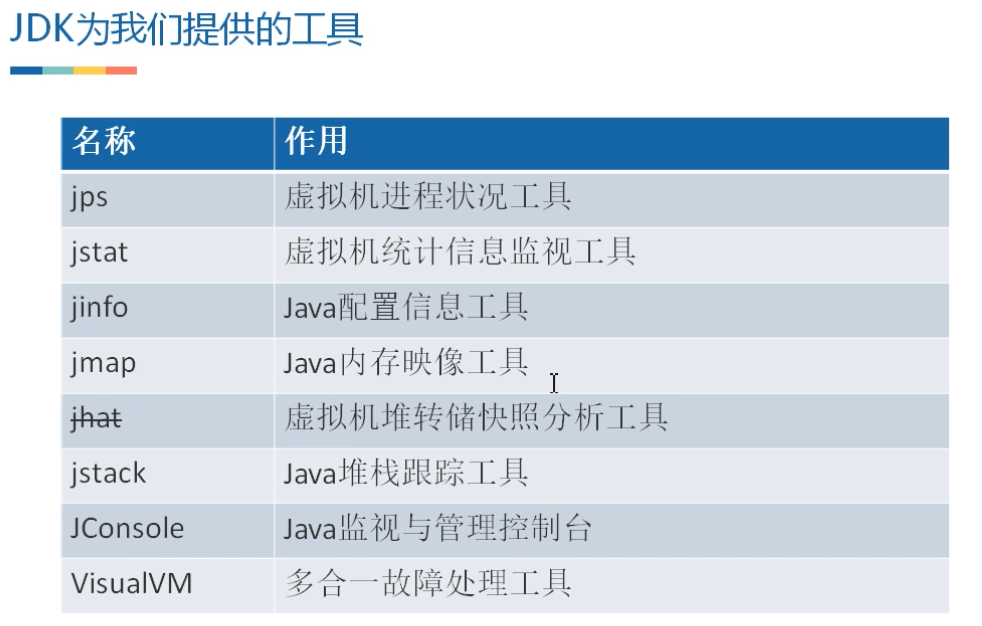 JDK为我们提供的工具
名称 作用
jps 虚拟机进程状况工具
jstat 虚拟机统计信息监视工具
jinfo Java配置信息工具
jmap Java内存映像工具
jhat 虚拟机堆转储快照分析工具
jstack Java堆栈跟踪工具
JConsole Java监视与管理控制台
VisualVM 多合一故障处理工具